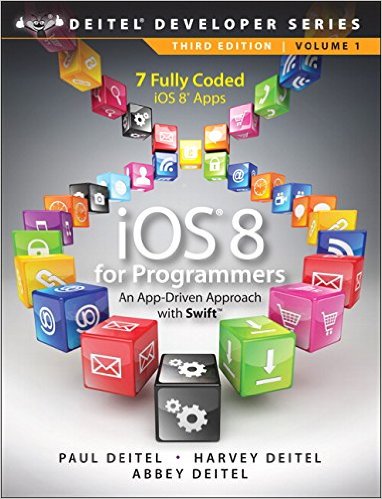 DEITEL® DEVELOPER SERIES
THIRD EDITION | VOLUME 1
7 Fully Coded
iOS 8® Apps
iOS® 8
for Programmers
An App-Driven Approach
with Swift™
PAUL DEITEL • HARVEY DEITEL
ABBEY DEITEL